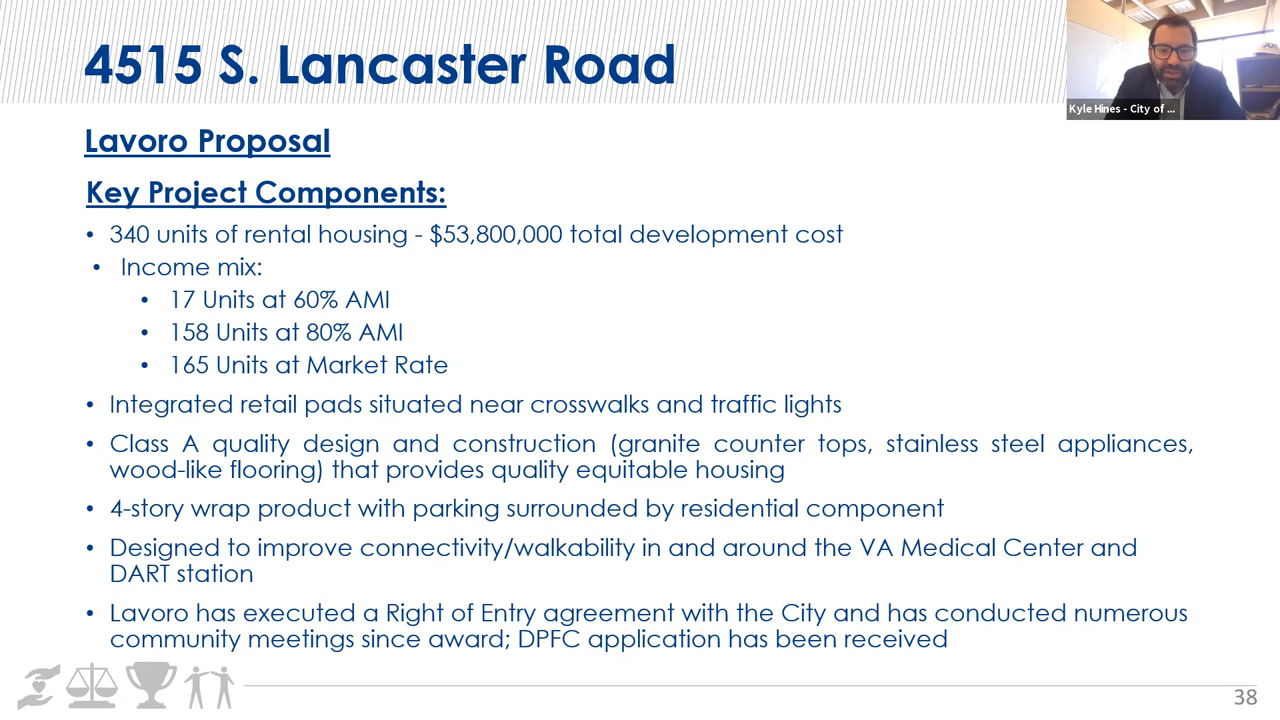 4515 S. Lancaster Road
Kyle Hines - City of ...
Lavoro Proposal
Key Project Components:
• 340 units of rental housing - $53,800,000 total development cost
• Income mix:
• 17 Units at 60% AMI
• 158 Units at 80% AMI
• 165 Units at Market Rate
• Integrated retail pads situated near crosswalks and traffic lights
• Class A quality design and construction (granite counter tops, stainless steel appliances,
wood-like flooring) that provides quality equitable housing
• 4-story wrap product with parking surrounded by residential component
• Designed to improve connectivity/walkability in and around the VA Medical Center and
DART station
• Lavoro has executed a Right of Entry agreement with the City and has conducted numerous
community meetings since award; DPFC application has been received
38